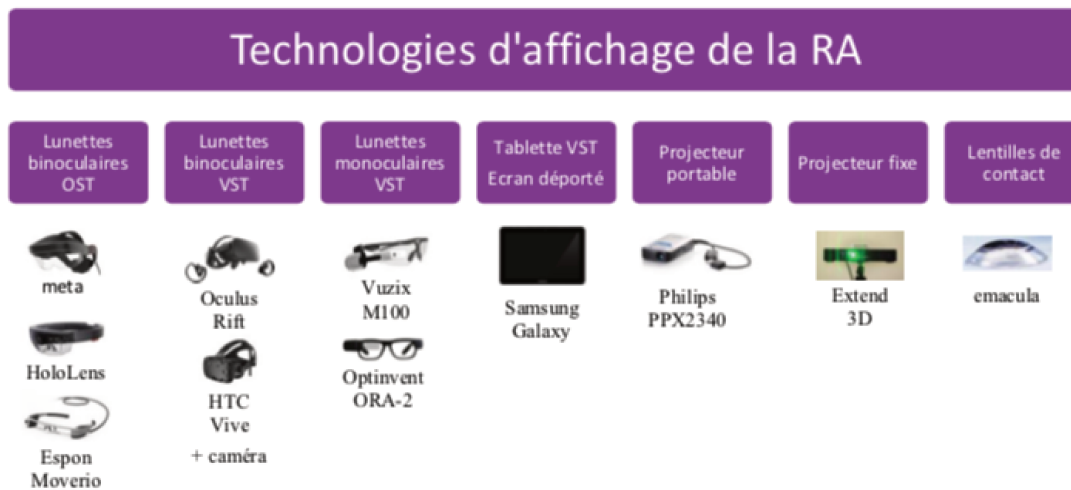 Technologies d'affichage de la RA
Lunettes
binoculaires
OST
Lunettes
binoculaires
VST
Lunettes
monoculaires
VST
Tablette VST
Ecran déporté
Projecteur
portable
Projecteur fixe
Lentilles de
contact
meta
HoloLens
Espon
Moverio
Oculus
Rift
HTC
Vive
+ caméra
Vuzix
M100
Optinvent
ORA-2
Samsung
Galaxy
Philips
PPX2340
Extend
3D
emacula